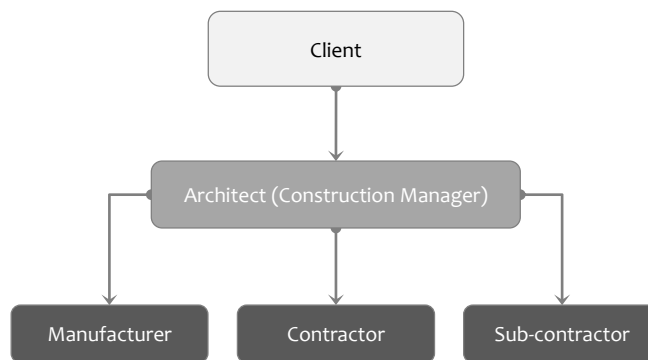 Client
Architect (Construction Manager)
Manufacturer
Contractor
Sub-contractor